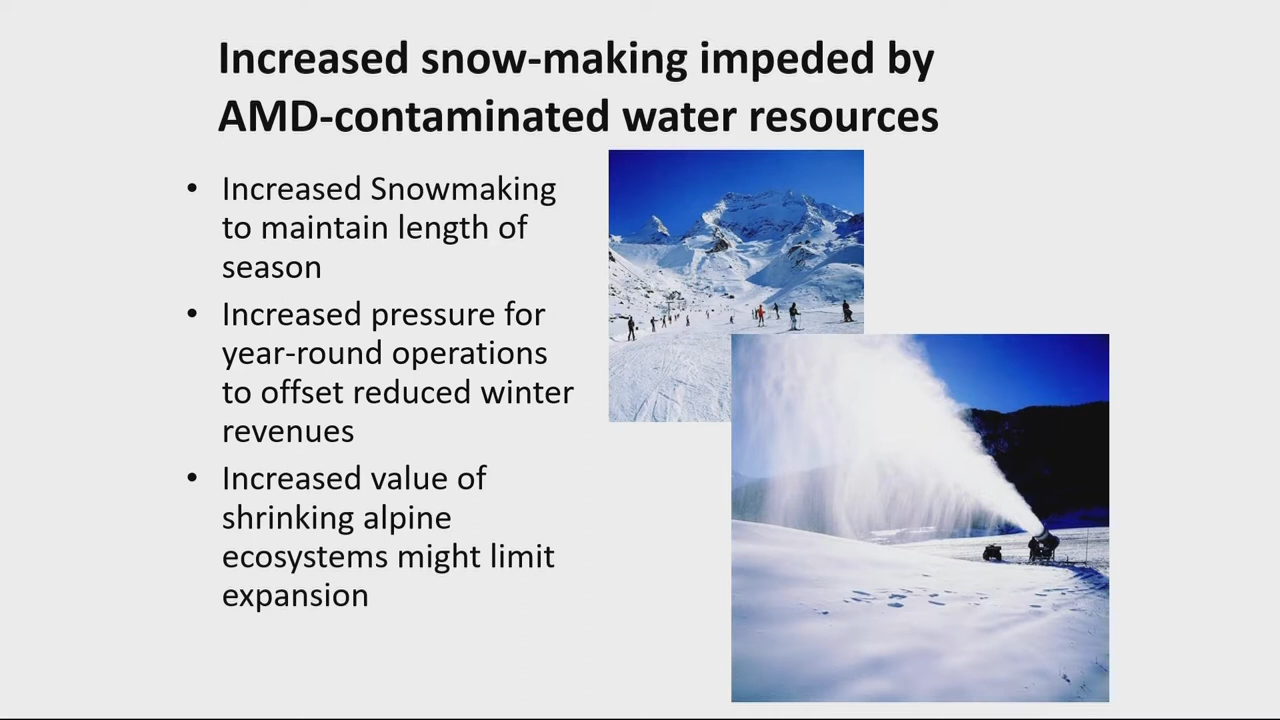 Increased snow-making impeded by
AMD-contaminated water resources
• Increased Snowmaking
to maintain length of
season
• Increased pressure for
year-round operations
to offset reduced winter
revenues
• Increased value of
shrinking alpine
ecosystems might limit
expansion